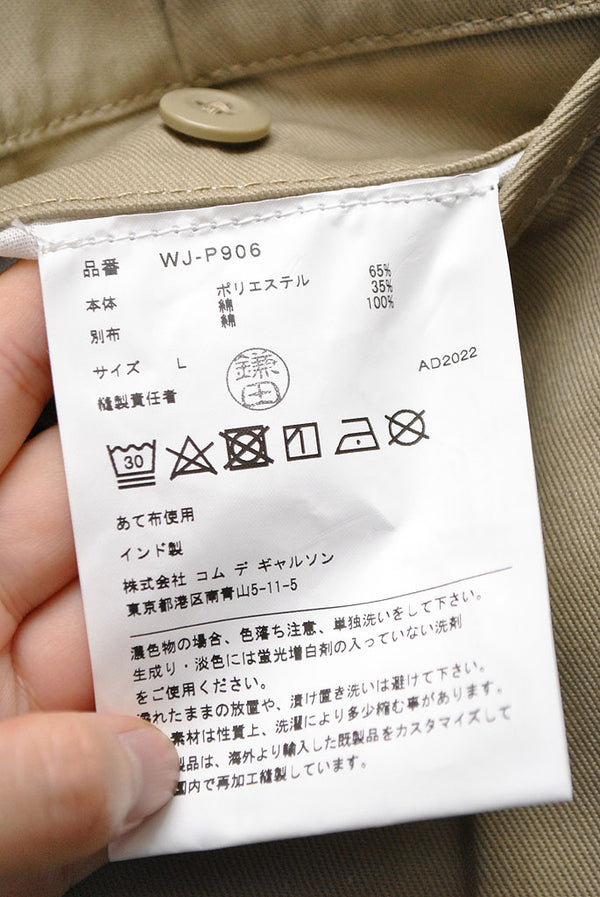 品番 WJ-P906
本体 ポリエステル 65%
綿 35%
別布 綿 100%
サイズ L
AD2022
縫製責任者 鎌田
30
あて布使用
インド製
株式会社 コム デ ギャルソン
東京都港区南青山5-11-5
濃色物の場合、色落ち注意、単独洗いをして下さい。
生成り・淡色には蛍光増白剤の入っていない洗剤
をご使用ください。
れたままの放置や、漬け置き洗いは避けて下さい。
素材は性質上、洗濯により多少縮む事があります。
製品は、海外より輸入した既製品をカスタマイズして
国内で再加工縫製しています。